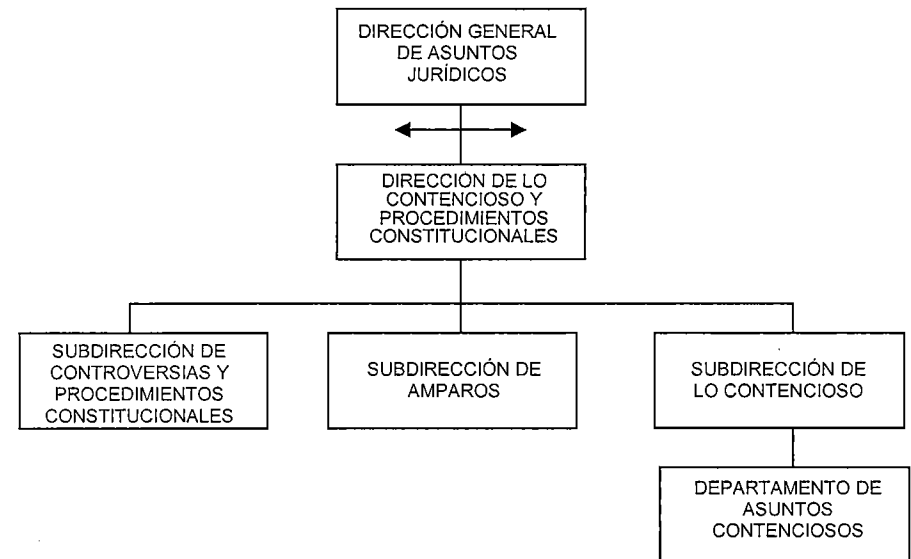 DIRECCIÓN GENERAL
DE ASUNTOS
JURÍDICOS
DIRECCIÓN DE LO
CONTENCIOSO Y
PROCEDIMIENTOS
CONSTITUCIONALES
SUBDIRECCIÓN DE
CONTROVERSIAS Y
PROCEDIMIENTOS
CONSTITUCIONALES
SUBDIRECCIÓN DE
AMPAROS
SUBDIRECCIÓN DE
LO CONTENCIOSO
DEPARTAMENTO DE
ASUNTOS
CONTENCIOSOS